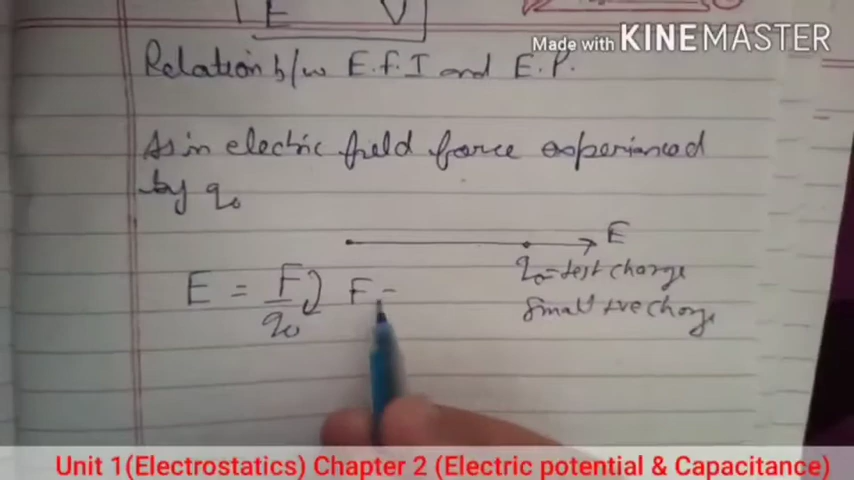 E V
Made with KINEMASTER
Relation b/w E.F.I and E.P.
As in electric field force experianced
by q₀
E
q₀=test charge
E = F/q₀ F =
Small +ve charge
Unit 1(Electrostatics) Chapter 2 (Electric potential & Capacitance)